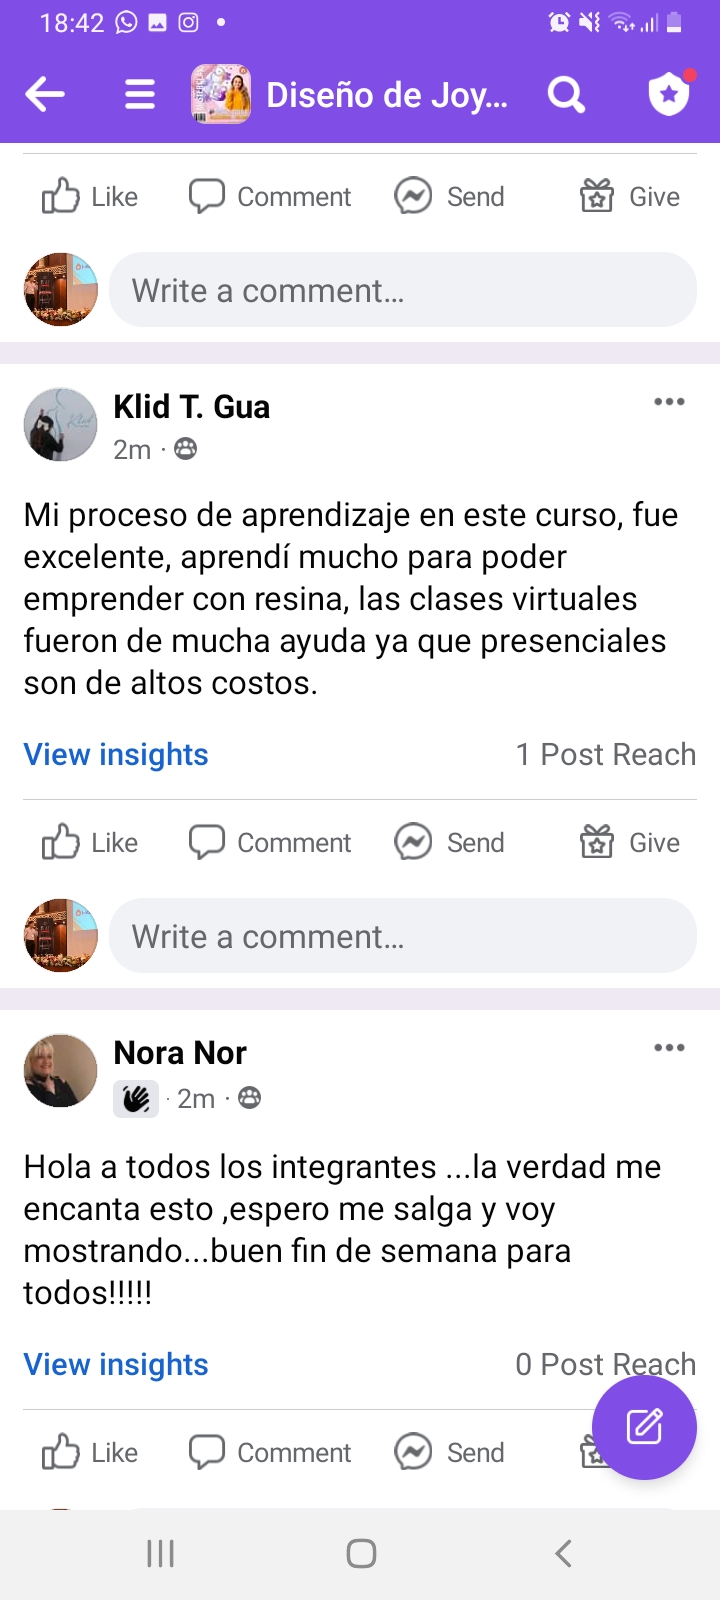 18:42
Diseño de Joy...
Like Comment Send Give
Write a comment...
Klid T. Gua
2m ·
Mi proceso de aprendizaje en este curso, fue
excelente, aprendí mucho para poder
emprender con resina, las clases virtuales
fueron de mucha ayuda ya que presenciales
son de altos costos.
View insights 1 Post Reach
Like Comment Send Give
Write a comment...
Nora Nor
· 2m ·
Hola a todos los integrantes ...la verdad me
encanta esto ,espero me salga y voy
mostrando...buen fin de semana para
todos!!!!!
View insights 0 Post Reach
Like Comment Send